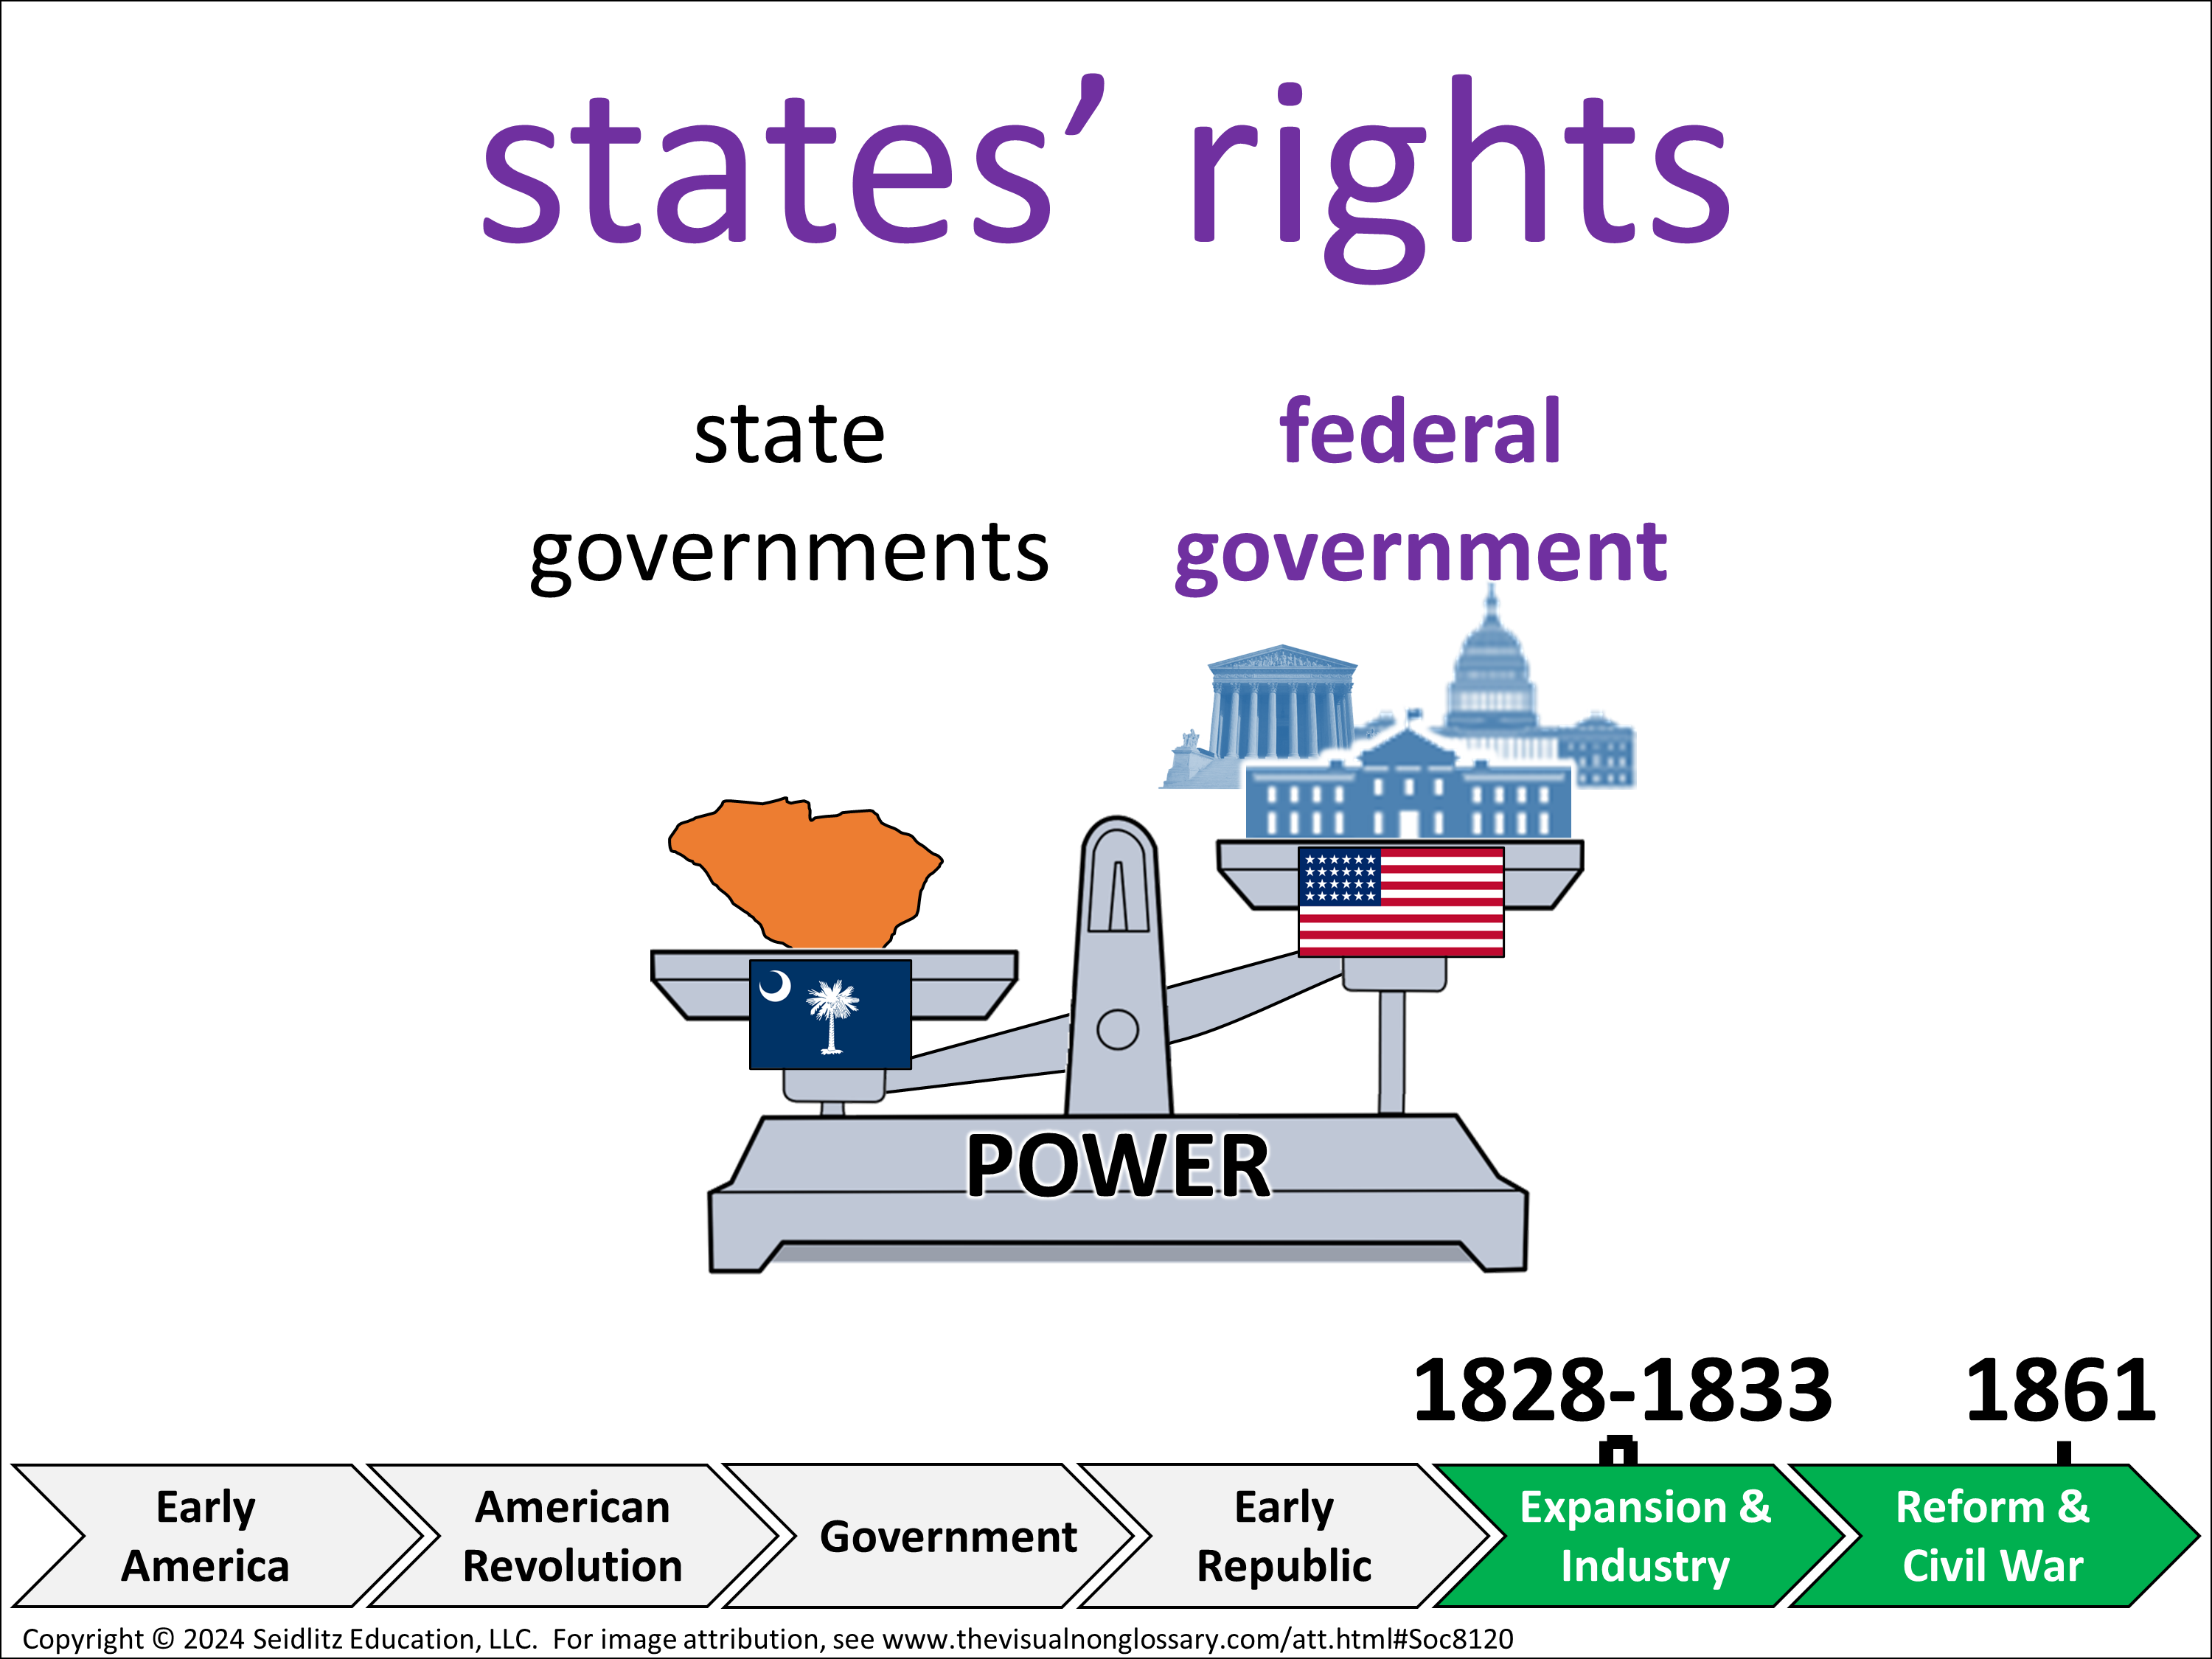 states’ rights
state
governments
federal
government
POWER
1828-1833
1861
Early
America
American
Revolution
Government
Early
Republic
Expansion &
Industry
Reform &
Civil War
Copyright © 2024 Seidlitz Education, LLC.  For image attribution, see www.thevisualnonglossary.com/att.html#Soc8120